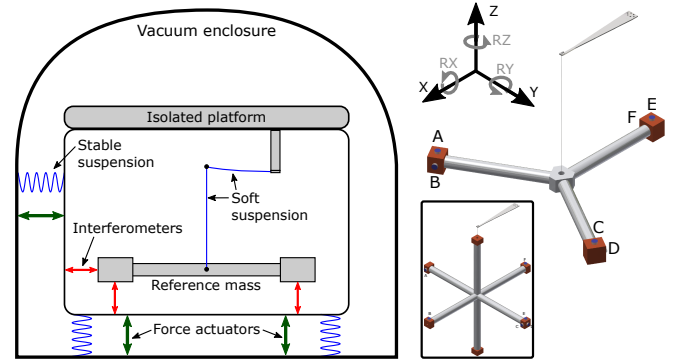 Vacuum enclosure
Isolated platform
Stable
suspension
Soft
suspension
Interferometers
Reference mass
Force actuators
Z
RZ
RX
RY
X
Y
E
F
A
B
C
D
F
A
B
E
C